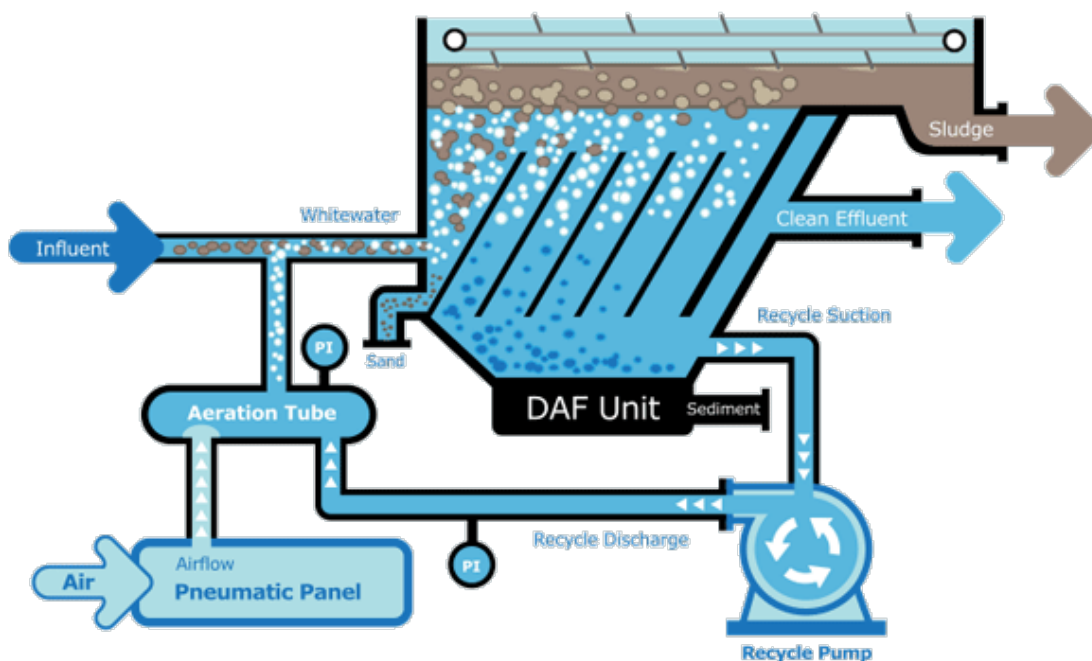 Sludge
Whitewater
Clean Effluent
Influent
Recycle Suction
PI
Sand
Aeration Tube
DAF Unit
Sediment
Recycle Discharge
PI
Airflow
Air
Pneumatic Panel
Recycle Pump